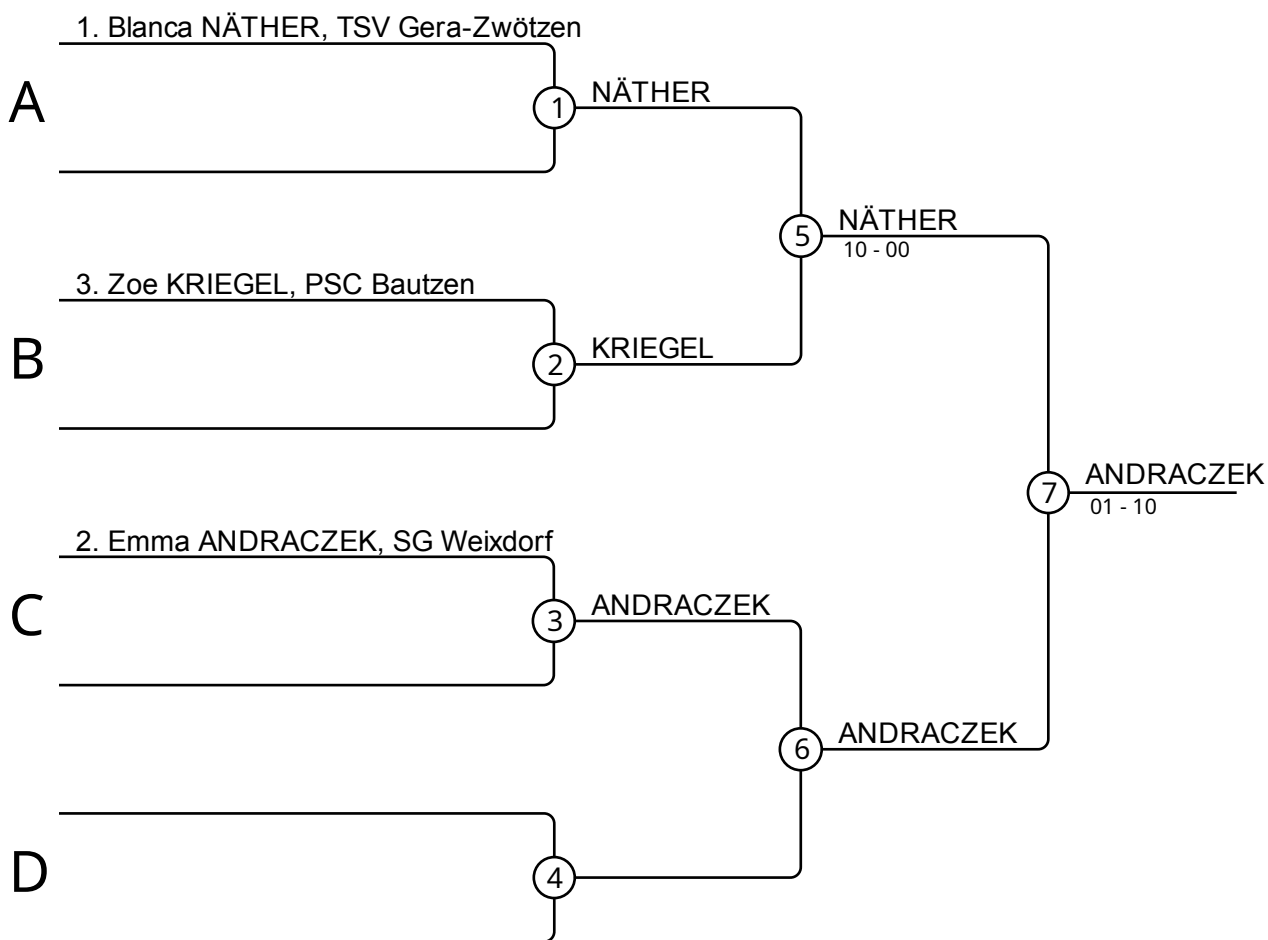 1. Blanca NÄTHER, TSV Gera-Zwötzen
A
1
NÄTHER
5
NÄTHER
10 - 00
3. Zoe KRIEGEL, PSC Bautzen
B
2
KRIEGEL
7
ANDRACZEK
01 - 10
2. Emma ANDRACZEK, SG Weixdorf
C
3
ANDRACZEK
6
ANDRACZEK
D
4